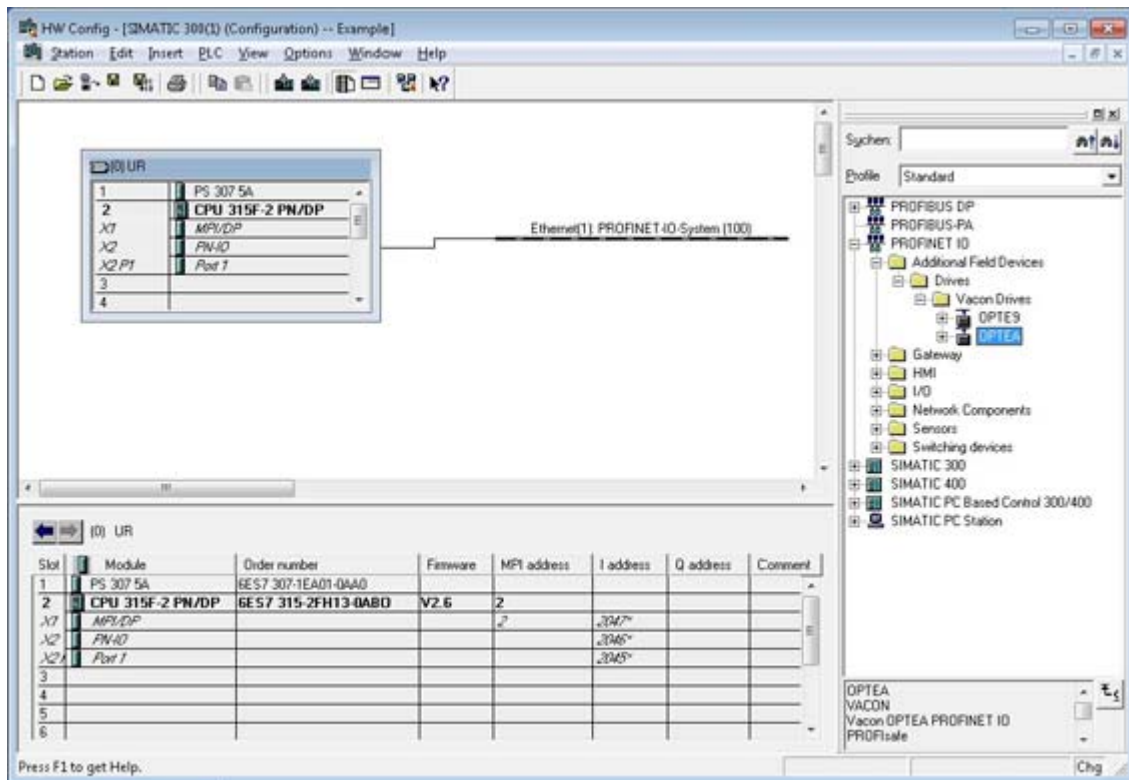 HW Config - [SIMATIC 300(1) (Configuration) -- Example]
Station Edit Insert PLC View Options Window Help
(0) UR
1 PS 307 5A
2 CPU 315F-2 PN/DP
X1 MPI/DP
X2 PN-IO
X2 P1 Port 1
3
4
Ethernet(1): PROFINET-IO-System (100)
Suchen:
Profile Standard
PROFIBUS DP
PROFIBUS-PA
PROFINET IO
Additional Field Devices
Drives
Vacon Drives
OPTE9
OPTEA
Gateway
HMI
I/O
Network Components
Sensors
Switching devices
SIMATIC 300
SIMATIC 400
SIMATIC PC Based Control 300/400
SIMATIC PC Station
(0) UR
Slot Module Order number Firmware MPI address I address Q address Comment
1 PS 307 5A 6ES7 307-1EA01-0AA0
2 CPU 315F-2 PN/DP 6ES7 315-2FH13-0AB0 V2.6 2
X1 MPI/DP 2 2047*
X2 PN-IO 2046*
X2 Port 1 2045*
3
4
5
6
OPTEA
VACON
Vacon OPTEA PROFINET IO
PROFIsafe
Press F1 to get Help.
Chg